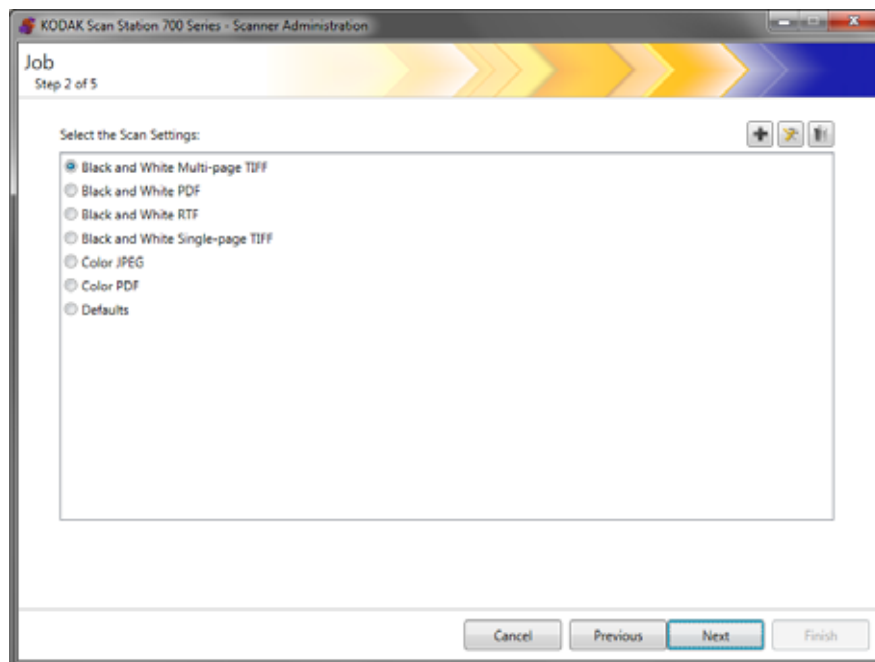 KODAK Scan Station 700 Series - Scanner Administration
Job
Step 2 of 5
Select the Scan Settings:
Black and White Multi-page TIFF
Black and White PDF
Black and White RTF
Black and White Single-page TIFF
Color JPEG
Color PDF
Defaults
Cancel Previous Next Finish